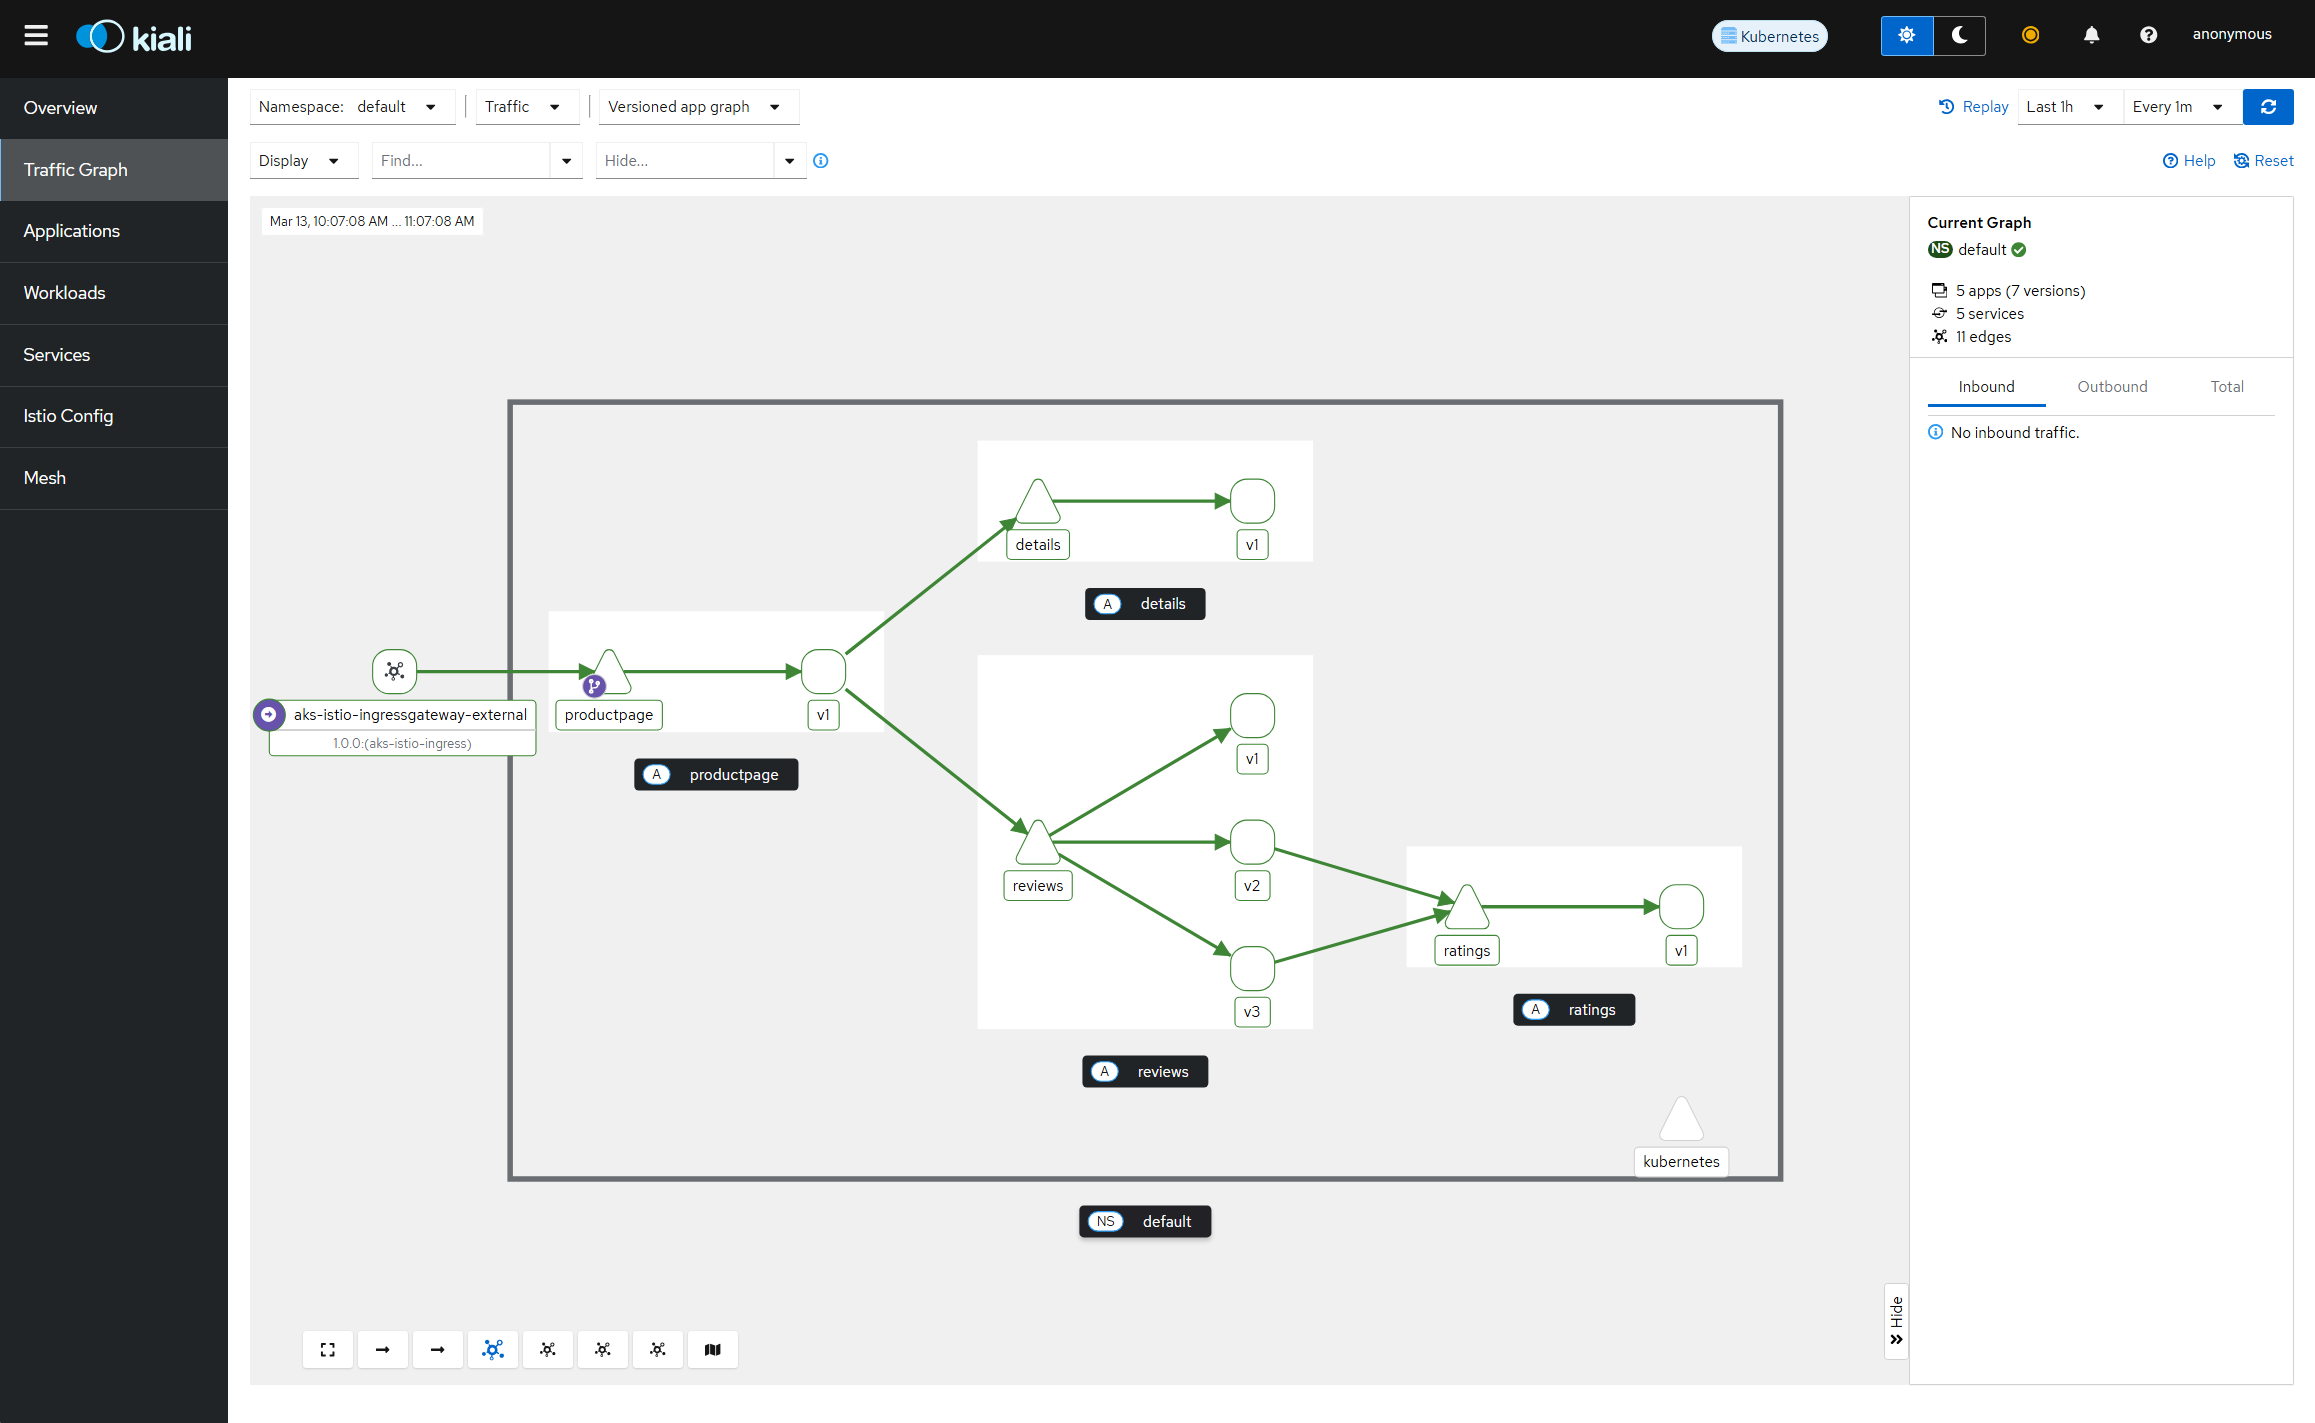 kiali
Kubernetes
anonymous
Overview
Traffic Graph
Applications
Workloads
Services
Istio Config
Mesh
Namespace: default
Traffic
Versioned app graph
Replay
Last 1h
Every 1m
Display
Find...
Hide...
Help
Reset
Mar 13, 10:07:08 AM ... 11:07:08 AM
details
v1
A details
aks-istio-ingressgateway-external
1.0.0:(aks-istio-ingress)
productpage
v1
A productpage
v1
reviews
v2
v3
A reviews
ratings
v1
A ratings
kubernetes
NS default
Hide
Current Graph
NS default
5 apps (7 versions)
5 services
11 edges
Inbound
Outbound
Total
No inbound traffic.